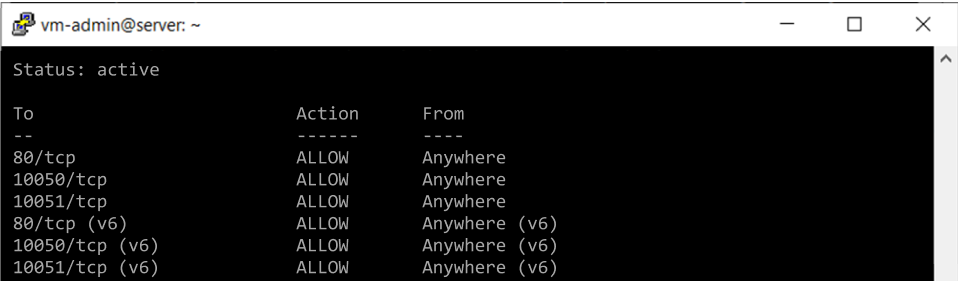 vm-admin@server: ~
Status: active
To                         Action      From
--                         ------      ----
80/tcp                     ALLOW       Anywhere
10050/tcp                  ALLOW       Anywhere
10051/tcp                  ALLOW       Anywhere
80/tcp (v6)                ALLOW       Anywhere (v6)
10050/tcp (v6)             ALLOW       Anywhere (v6)
10051/tcp (v6)             ALLOW       Anywhere (v6)